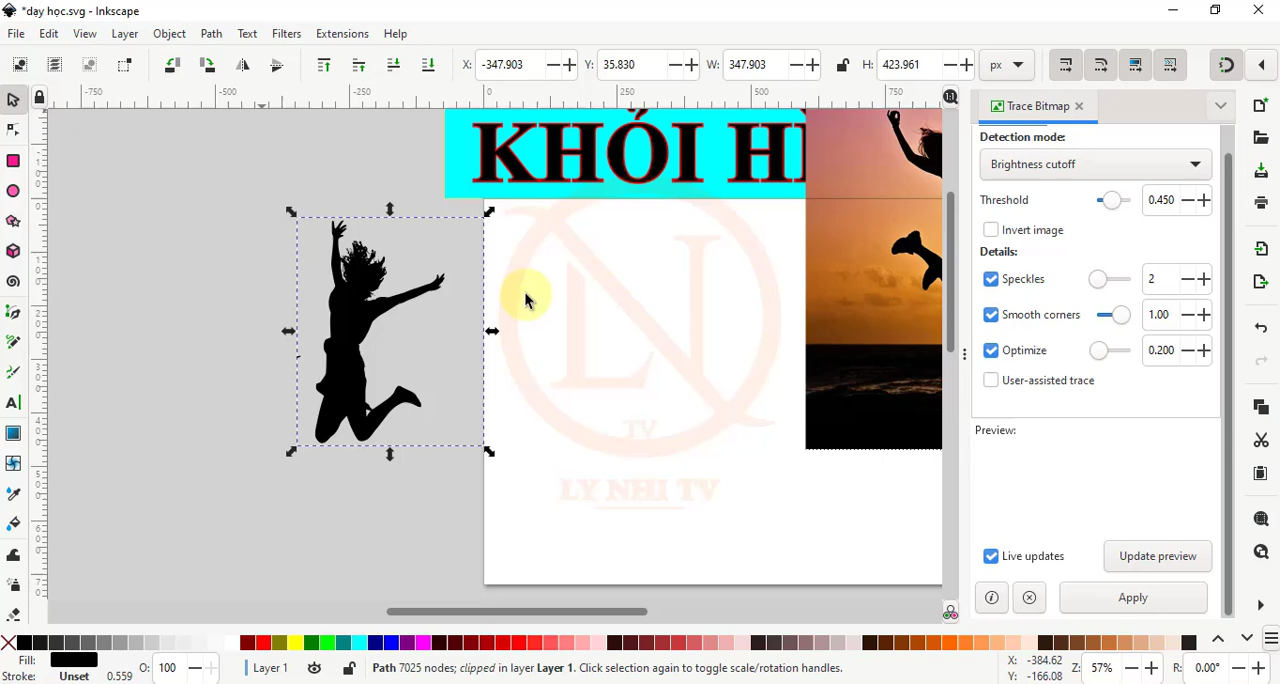 *dạy học.svg - Inkscape
File Edit View Layer Object Path Text Filters Extensions Help
X: -347.903 Y: 35.830 W: 347.903 H: 423.961 px
-750 -500 -250 0 250 500 750
Trace Bitmap
Detection mode:
Brightness cutoff
Threshold 0.450
Invert image
Details:
Speckles 2
Smooth corners 1.00
Optimize 0.200
User-assisted trace
Preview:
Live updates Update preview
Apply
KHỐI H
LN
TV
LY NHI TV
Fill:
Stroke: Unset 0.559
O: 100
Layer 1
Path 7025 nodes; clipped in layer Layer 1. Click selection again to toggle scale/rotation handles.
X: -384.62
Y: -166.08
Z: 57%
R: 0.00°